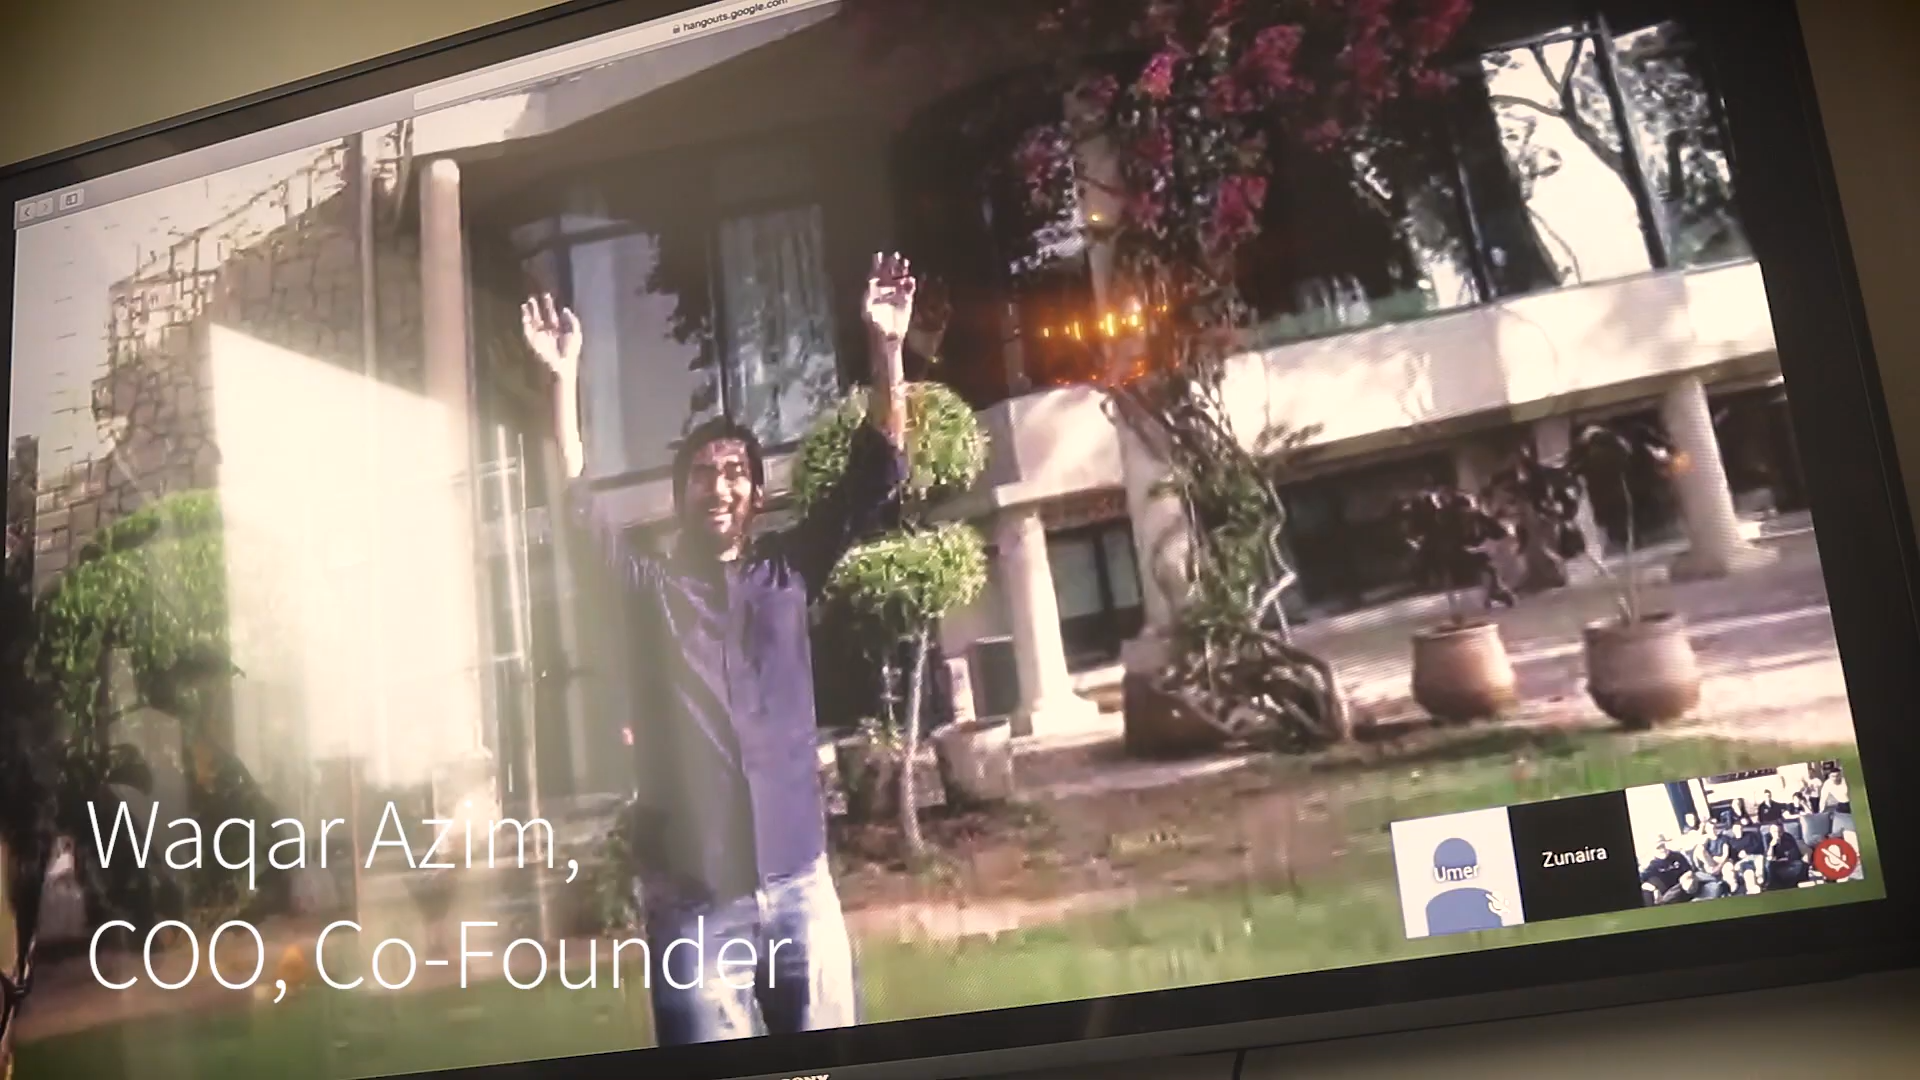 hangouts.google.com
Waqar Azim,
COO, Co-Founder
Umer
Zunaira
SONY